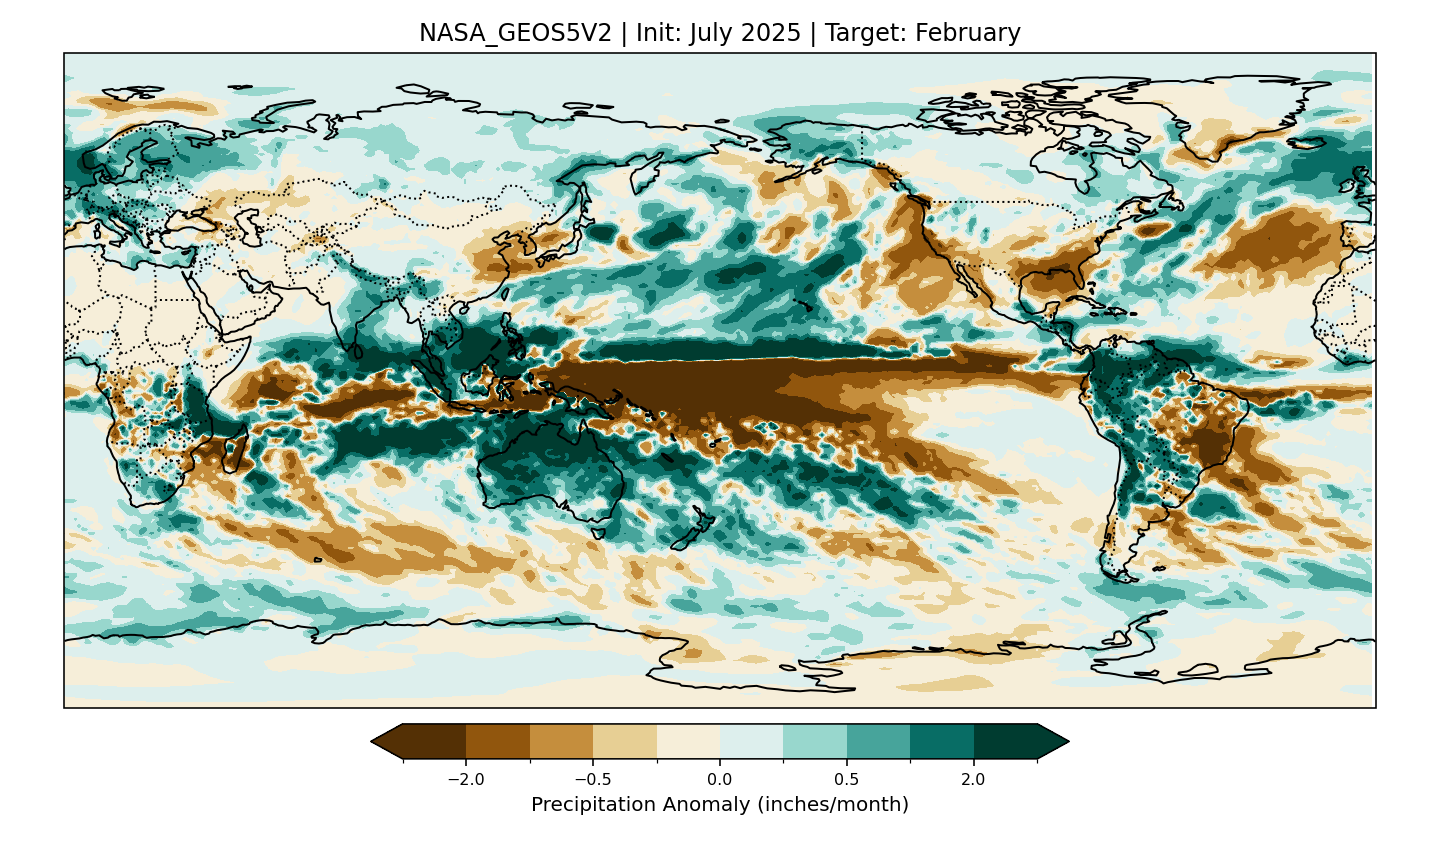 NASA_GEOS5V2 | Init: July 2025 | Target: February
−2.0 −0.5 0.0 0.5 2.0
Precipitation Anomaly (inches/month)